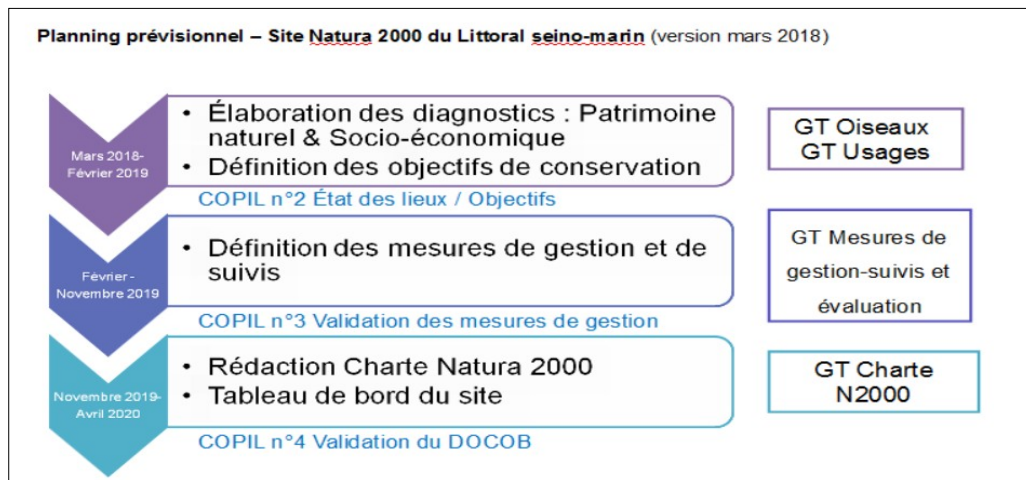 Planning prévisionnel – Site Natura 2000 du Littoral seino-marin (version mars 2018)
Mars 2018-
Février 2019
• Élaboration des diagnostics : Patrimoine
naturel & Socio-économique
• Définition des objectifs de conservation
GT Oiseaux
GT Usages
COPIL n°2 État des lieux / Objectifs
Février -
Novembre 2019
• Définition des mesures de gestion et de
suivis
GT Mesures de
gestion-suivis et
évaluation
COPIL n°3 Validation des mesures de gestion
Novembre 2019-
Avril 2020
• Rédaction Charte Natura 2000
• Tableau de bord du site
GT Charte
N2000
COPIL n°4 Validation du DOCOB